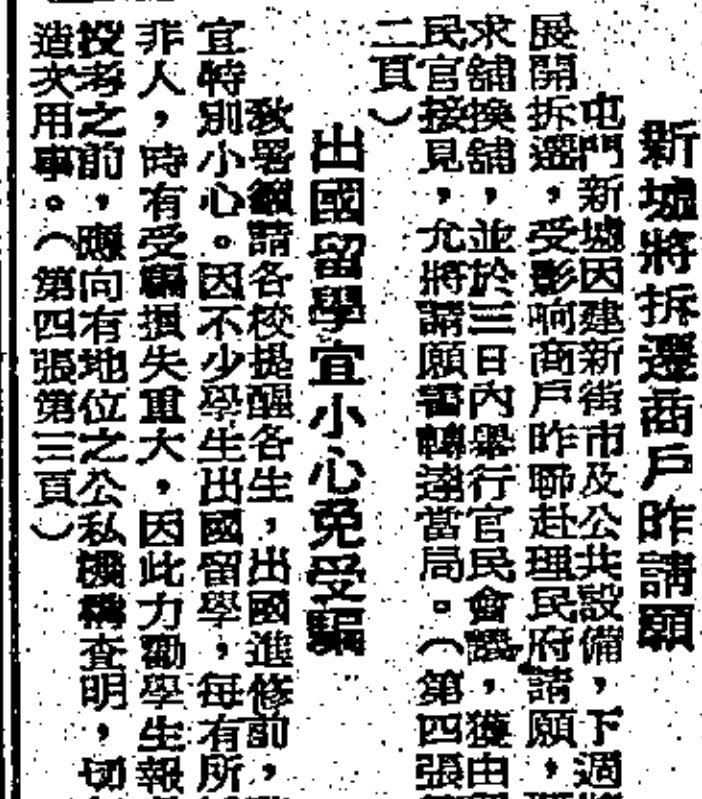 新墟將拆遷商戶昨請願
屯門新墟因建新街市及公共設備，下週
展開拆遷，受影响商戶昨聯赴理民府請願，
求舖換舖，並於三日內舉行官民會議，獲由
民官接見，允將請願書轉達當局。（第四張
二頁）
出國留學宜小心免受騙
教署籲請各校提醒各生，出國進修前，
宜特別小心。因不少學生出國留學，每有所
非人，時有受騙損失重大，因此力勸學生報
投考之前，應向有地位之公私機構查明，切
造次用事。（第四張第三頁）